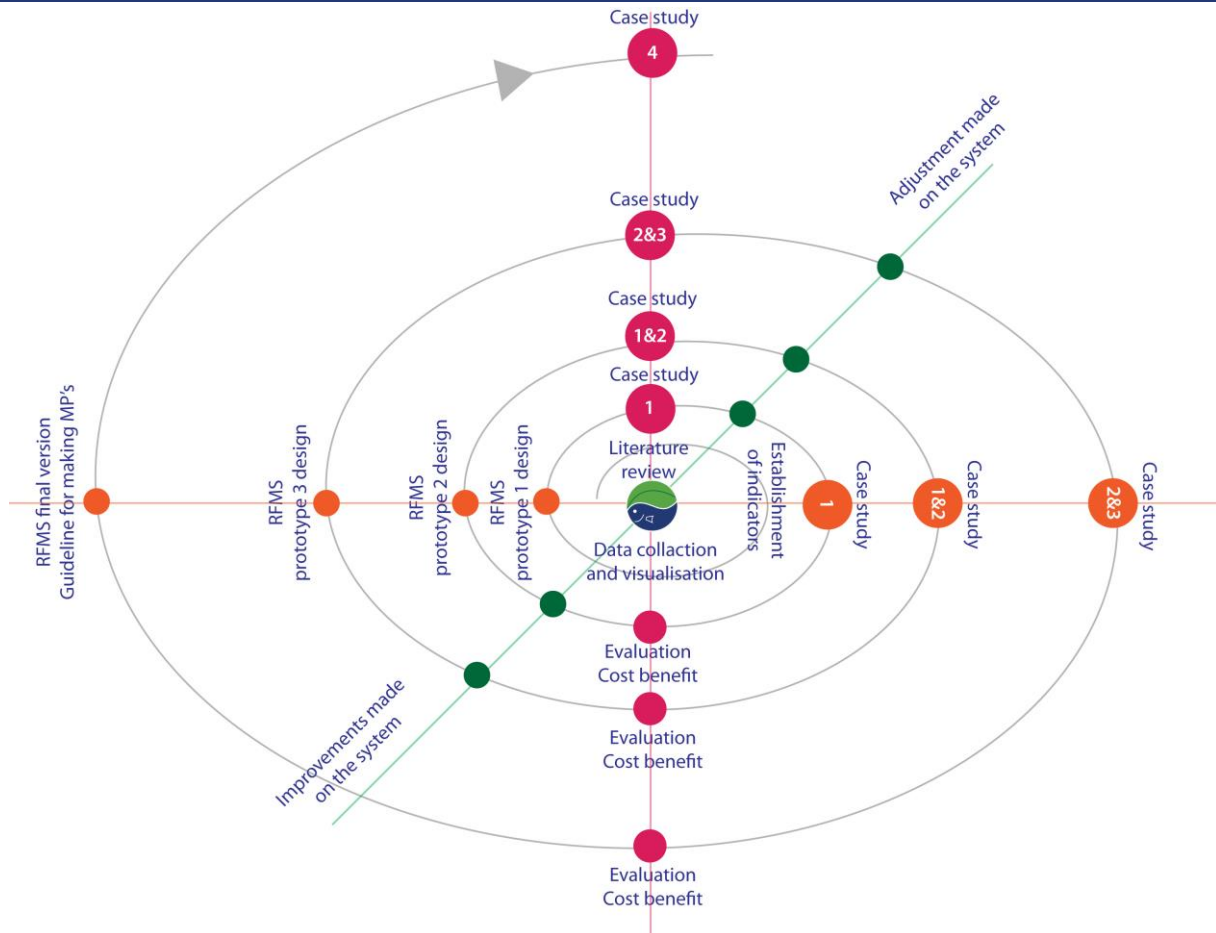 Case study
4
Adjustment made
on the system
Case study
2&3
Case study
1&2
Case study
1
Literature
review
Establishment
of indicators
1
Case study
1&2
Case study
2&3
Case study
RFMS final version
Guideline for making MP's
RFMS
prototype 3 design
RFMS
prototype 2 design
RFMS
prototype 1 design
Data collaction
and visualisation
Evaluation
Cost benefit
Evaluation
Cost benefit
Improvements made
on the system
Evaluation
Cost benefit